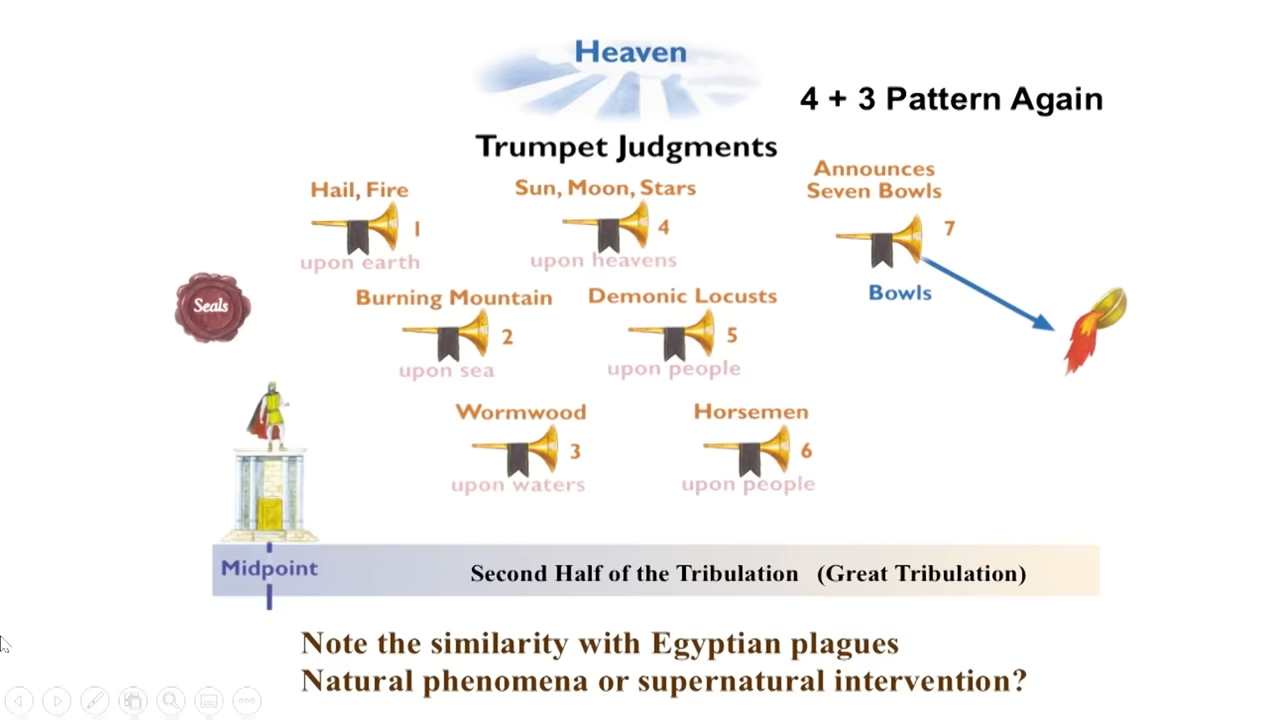 Heaven
4 + 3 Pattern Again
Trumpet Judgments
Announces
Seven Bowls
7
Bowls
Hail, Fire
1
upon earth
Sun, Moon, Stars
4
upon heavens
Seals
Burning Mountain
2
upon sea
Demonic Locusts
5
upon people
Wormwood
3
upon waters
Horsemen
6
upon people
Midpoint
Second Half of the Tribulation (Great Tribulation)
Note the similarity with Egyptian plagues
Natural phenomena or supernatural intervention?